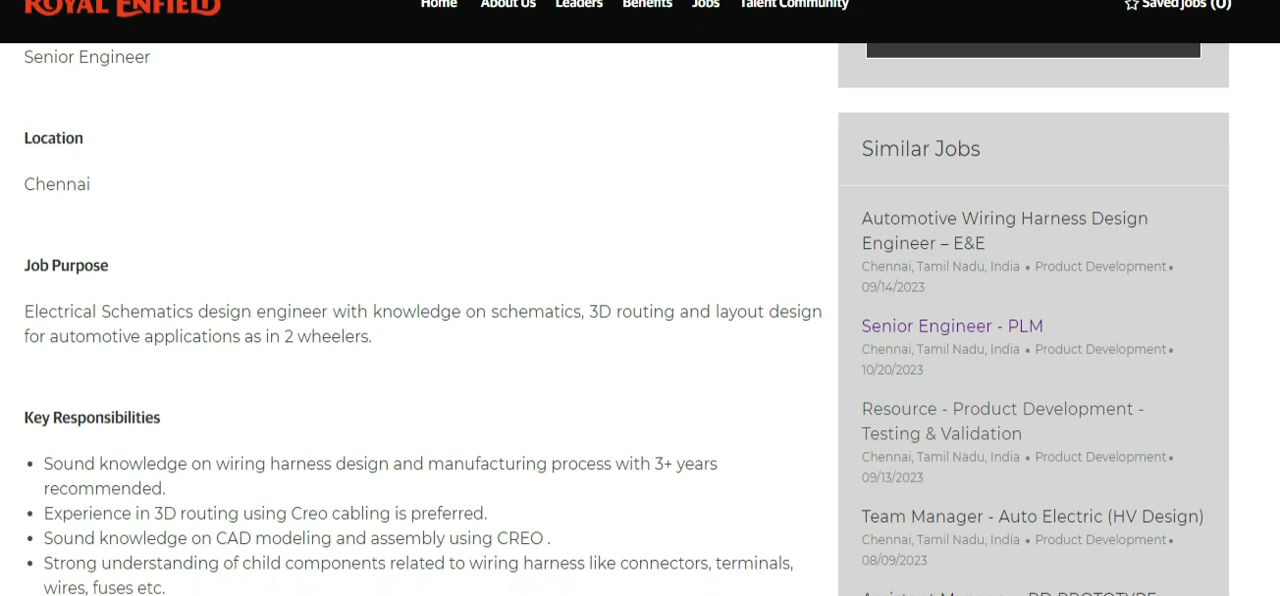 ROYAL ENFIELD
Home About Us Leaders Benefits Jobs Talent Community Saved jobs (0)
Senior Engineer
Location
Chennai
Job Purpose
Electrical Schematics design engineer with knowledge on schematics, 3D routing and layout design
for automotive applications as in 2 wheelers.
Key Responsibilities
• Sound knowledge on wiring harness design and manufacturing process with 3+ years
recommended.
• Experience in 3D routing using Creo cabling is preferred.
• Sound knowledge on CAD modeling and assembly using CREO .
• Strong understanding of child components related to wiring harness like connectors, terminals,
wires, fuses etc.
Similar Jobs
Automotive Wiring Harness Design
Engineer – E&E
Chennai, Tamil Nadu, India • Product Development •
09/14/2023
Senior Engineer - PLM
Chennai, Tamil Nadu, India • Product Development •
10/20/2023
Resource - Product Development -
Testing & Validation
Chennai, Tamil Nadu, India • Product Development •
09/13/2023
Team Manager - Auto Electric (HV Design)
Chennai, Tamil Nadu, India • Product Development •
08/09/2023